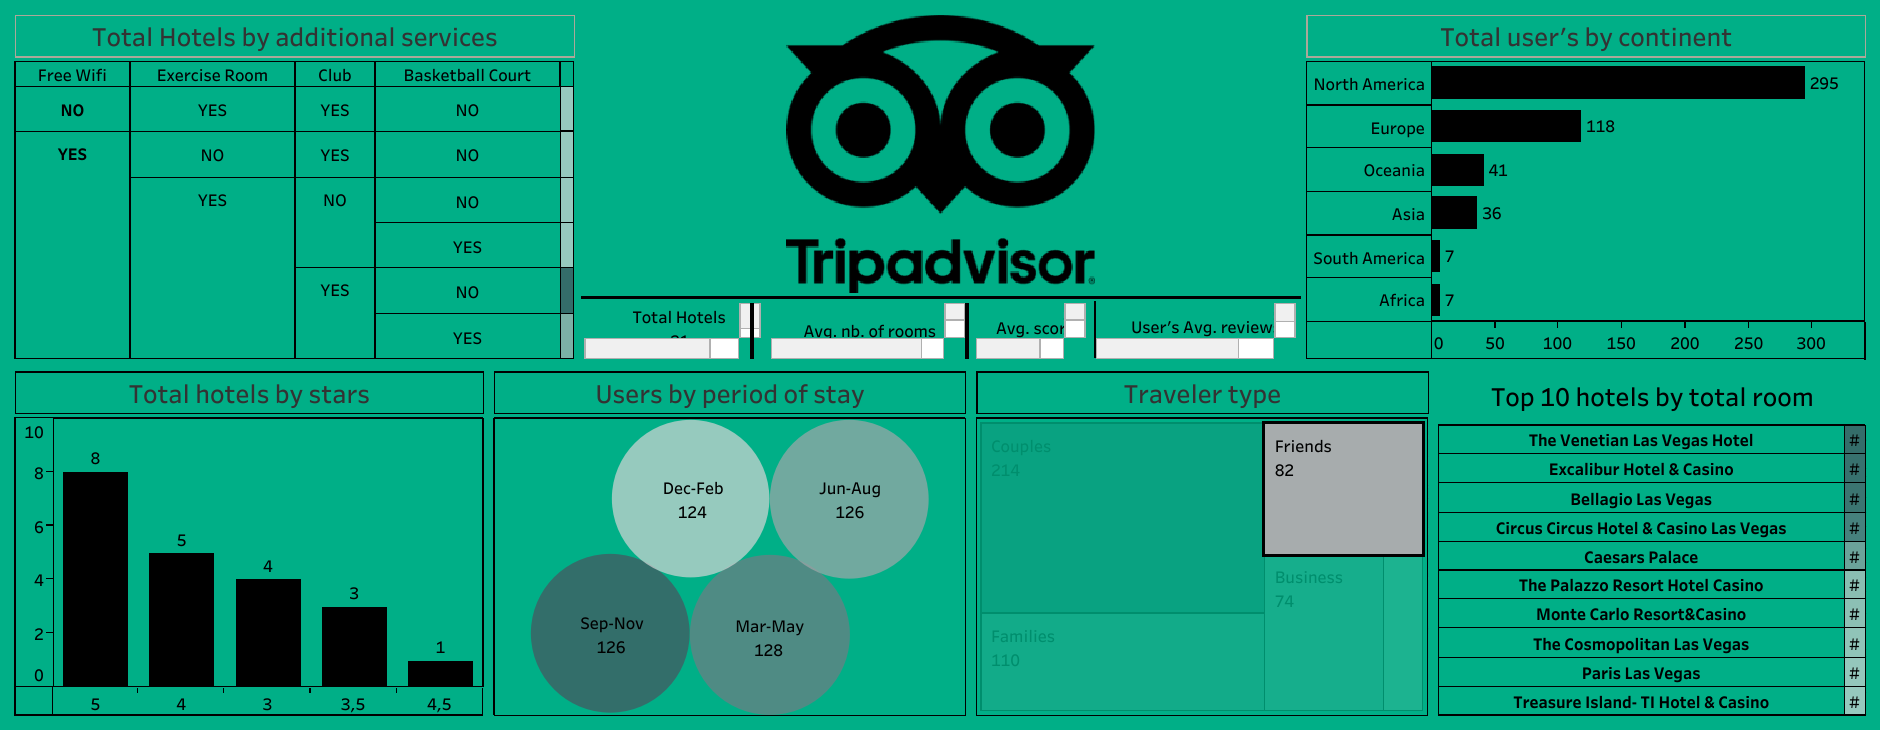 Total Hotels by additional services
Free Wifi Exercise Room Club Basketball Court
NO YES YES NO
YES NO YES NO
YES NO NO
YES
YES NO
YES
Tripadvisor
Total Hotels
Avg. nb. of rooms
Avg. scor
User's Avg. review
Total user's by continent
North America 295
Europe 118
Oceania 41
Asia 36
South America 7
Africa 7
0 50 100 150 200 250 300
Total hotels by stars
10
8
6
4
2
0
8
5
4
3
1
5 4 3 3,5 4,5
Users by period of stay
Dec-Feb
124
Jun-Aug
126
Sep-Nov
126
Mar-May
128
Traveler type
Couples
214
Friends
82
Business
74
Families
110
Top 10 hotels by total room
The Venetian Las Vegas Hotel #
Excalibur Hotel & Casino #
Bellagio Las Vegas #
Circus Circus Hotel & Casino Las Vegas #
Caesars Palace #
The Palazzo Resort Hotel Casino #
Monte Carlo Resort&Casino #
The Cosmopolitan Las Vegas #
Paris Las Vegas #
Treasure Island- TI Hotel & Casino #